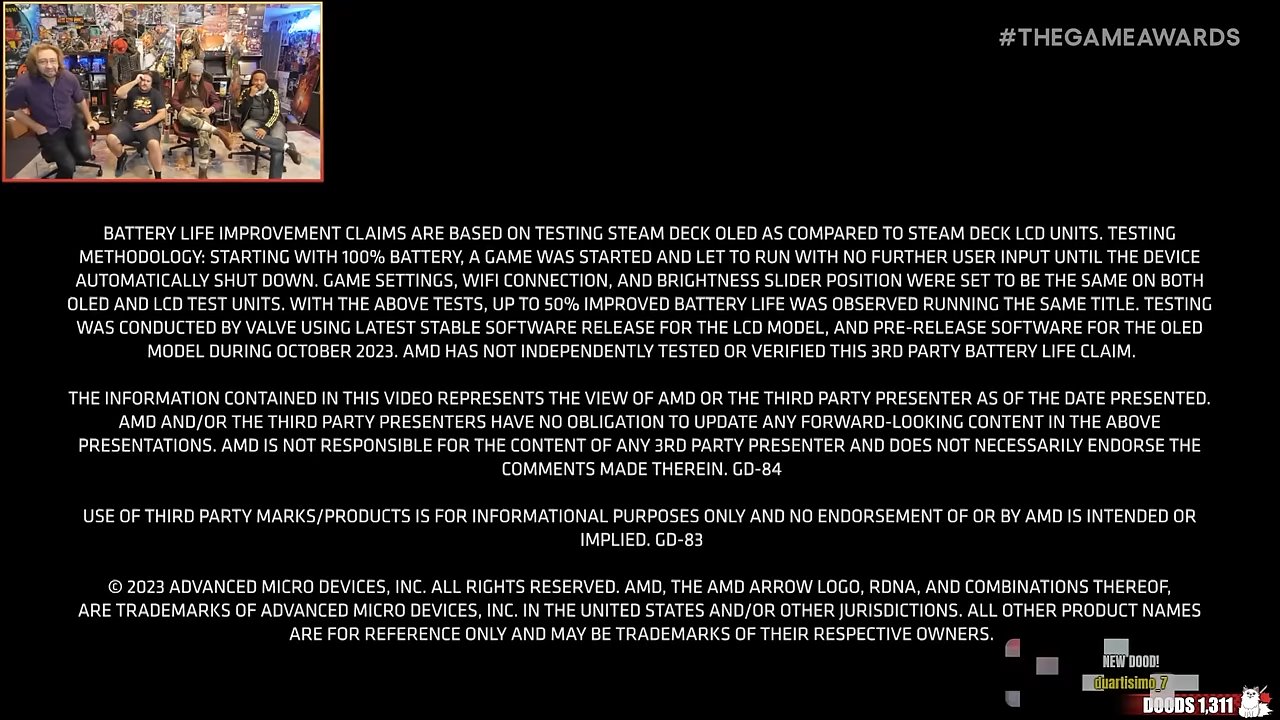 #THEGAMEAWARDS
BATTERY LIFE IMPROVEMENT CLAIMS ARE BASED ON TESTING STEAM DECK OLED AS COMPARED TO STEAM DECK LCD UNITS. TESTING
METHODOLOGY: STARTING WITH 100% BATTERY, A GAME WAS STARTED AND LET TO RUN WITH NO FURTHER USER INPUT UNTIL THE DEVICE
AUTOMATICALLY SHUT DOWN. GAME SETTINGS, WIFI CONNECTION, AND BRIGHTNESS SLIDER POSITION WERE SET TO BE THE SAME ON BOTH
OLED AND LCD TEST UNITS. WITH THE ABOVE TESTS, UP TO 50% IMPROVED BATTERY LIFE WAS OBSERVED RUNNING THE SAME TITLE. TESTING
WAS CONDUCTED BY VALVE USING LATEST STABLE SOFTWARE RELEASE FOR THE LCD MODEL, AND PRE-RELEASE SOFTWARE FOR THE OLED
MODEL DURING OCTOBER 2023. AMD HAS NOT INDEPENDENTLY TESTED OR VERIFIED THIS 3RD PARTY BATTERY LIFE CLAIM.
THE INFORMATION CONTAINED IN THIS VIDEO REPRESENTS THE VIEW OF AMD OR THE THIRD PARTY PRESENTER AS OF THE DATE PRESENTED.
AMD AND/OR THE THIRD PARTY PRESENTERS HAVE NO OBLIGATION TO UPDATE ANY FORWARD-LOOKING CONTENT IN THE ABOVE
PRESENTATIONS. AMD IS NOT RESPONSIBLE FOR THE CONTENT OF ANY 3RD PARTY PRESENTER AND DOES NOT NECESSARILY ENDORSE THE
COMMENTS MADE THEREIN. GD-84
USE OF THIRD PARTY MARKS/PRODUCTS IS FOR INFORMATIONAL PURPOSES ONLY AND NO ENDORSEMENT OF OR BY AMD IS INTENDED OR
IMPLIED. GD-83
© 2023 ADVANCED MICRO DEVICES, INC. ALL RIGHTS RESERVED. AMD, THE AMD ARROW LOGO, RDNA, AND COMBINATIONS THEREOF,
ARE TRADEMARKS OF ADVANCED MICRO DEVICES, INC. IN THE UNITED STATES AND/OR OTHER JURISDICTIONS. ALL OTHER PRODUCT NAMES
ARE FOR REFERENCE ONLY AND MAY BE TRADEMARKS OF THEIR RESPECTIVE OWNERS.
NEW DOOD!
duartisimo_7
DOODS 1,311